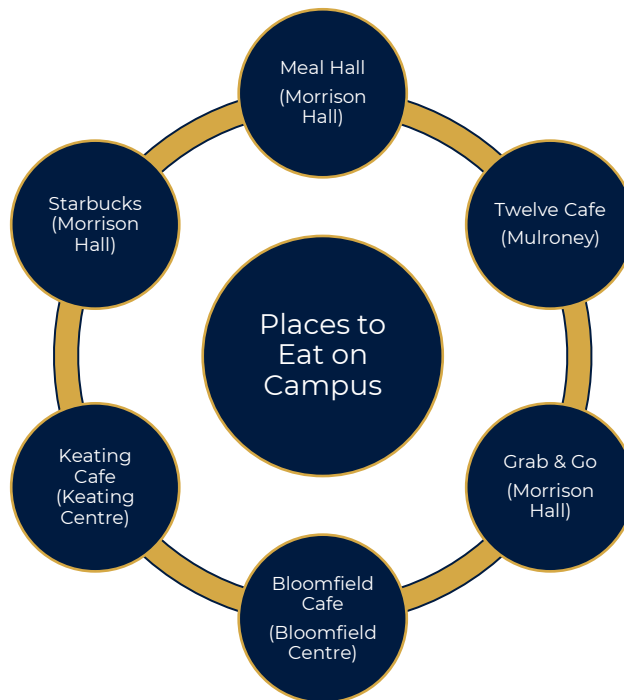 Meal Hall
(Morrison
Hall)
Twelve Cafe
(Mulroney)
Grab & Go
(Morrison
Hall)
Bloomfield
Cafe
(Bloomfield
Centre)
Keating
Cafe
(Keating
Centre)
Starbucks
(Morrison
Hall)
Places to
Eat on
Campus